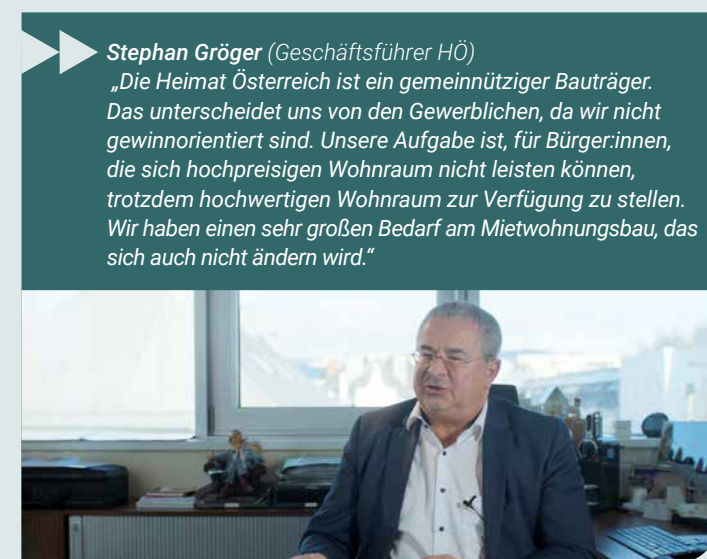 Stephan Gröger (Geschäftsführer HÖ)
„Die Heimat Österreich ist ein gemeinnütziger Bauträger.
Das unterscheidet uns von den Gewerblichen, da wir nicht
gewinnorientiert sind. Unsere Aufgabe ist, für Bürger:innen,
die sich hochpreisigen Wohnraum nicht leisten können,
trotzdem hochwertigen Wohnraum zur Verfügung zu stellen.
Wir haben einen sehr großen Bedarf am Mietwohnungsbau, das
sich auch nicht ändern wird.“